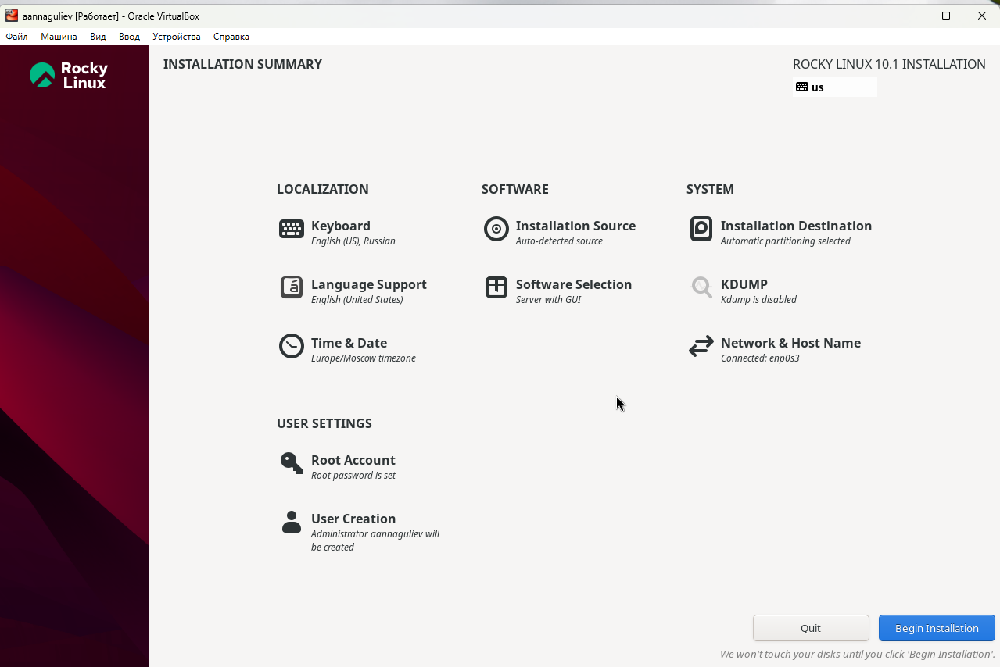 aannaguliev [Работает] - Oracle VirtualBox
Файл Машина Вид Ввод Устройства Справка
Rocky
Linux
INSTALLATION SUMMARY
ROCKY LINUX 10.1 INSTALLATION
us
LOCALIZATION
Keyboard
English (US), Russian
Language Support
English (United States)
Time & Date
Europe/Moscow timezone
SOFTWARE
Installation Source
Auto-detected source
Software Selection
Server with GUI
SYSTEM
Installation Destination
Automatic partitioning selected
KDUMP
Kdump is disabled
Network & Host Name
Connected: enp0s3
USER SETTINGS
Root Account
Root password is set
User Creation
Administrator aannaguliev will
be created
Quit
Begin Installation
We won't touch your disks until you click 'Begin Installation'.